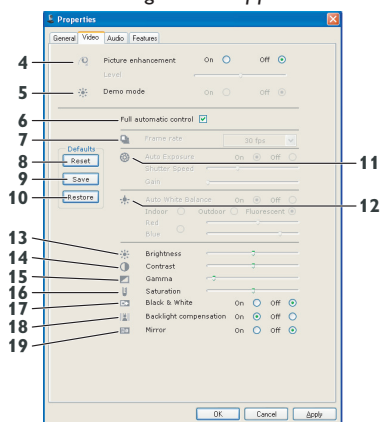 Properties
General Video Audio Features
4 Picture enhancement On Off
Level
5 Demo mode On Off
6 Full automatic control
7 Frame rate 30 fps
Defaults
8 Reset
Auto Exposure On Off 11
Shutter Speed
9 Save
Gain
10 Restore
Auto White Balance On Off 12
Indoor Outdoor Fluorescent
Red
Blue
13 Brightness
14 Contrast
15 Gamma
16 Saturation
17 Black & White On Off
18 Backlight compensation On Off
19 Mirror On Off
OK Cancel Apply